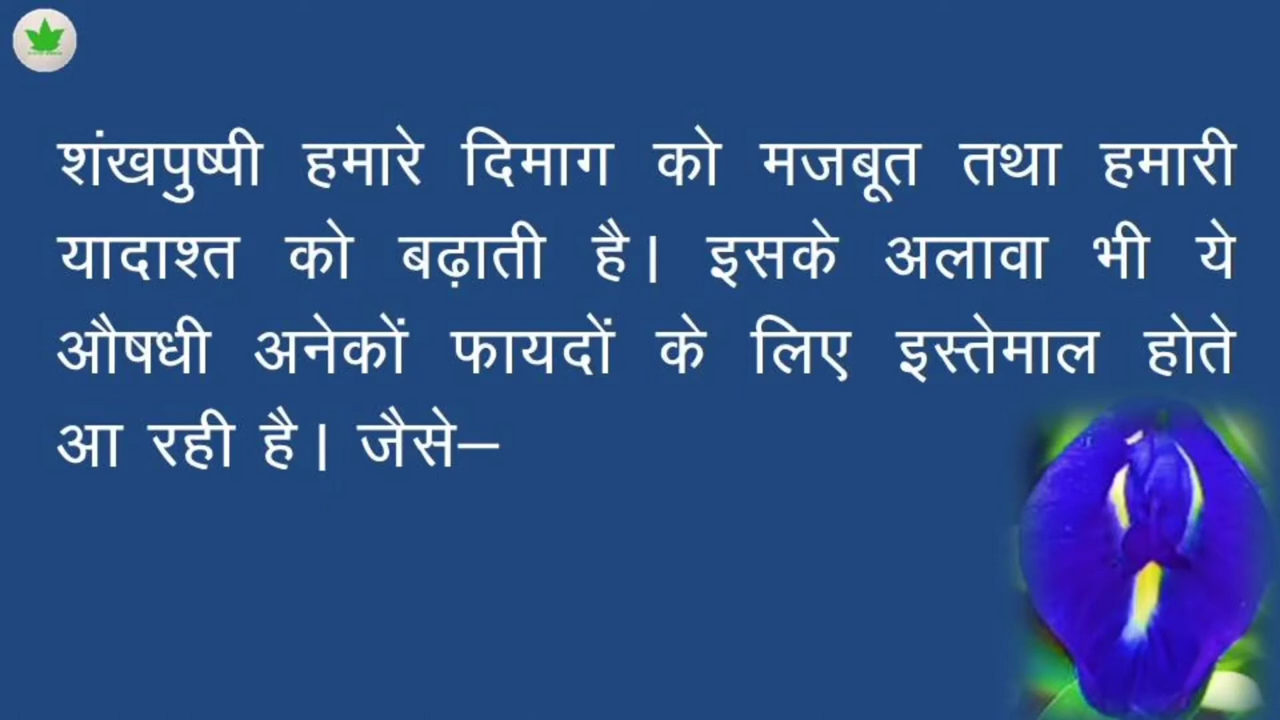 शंखपुष्पी हमारे दिमाग को मजबूत तथा हमारी
यादाश्त को बढ़ाती है। इसके अलावा भी ये
औषधी अनेकों फायदों के लिए इस्तेमाल होते
आ रही है। जैसे–